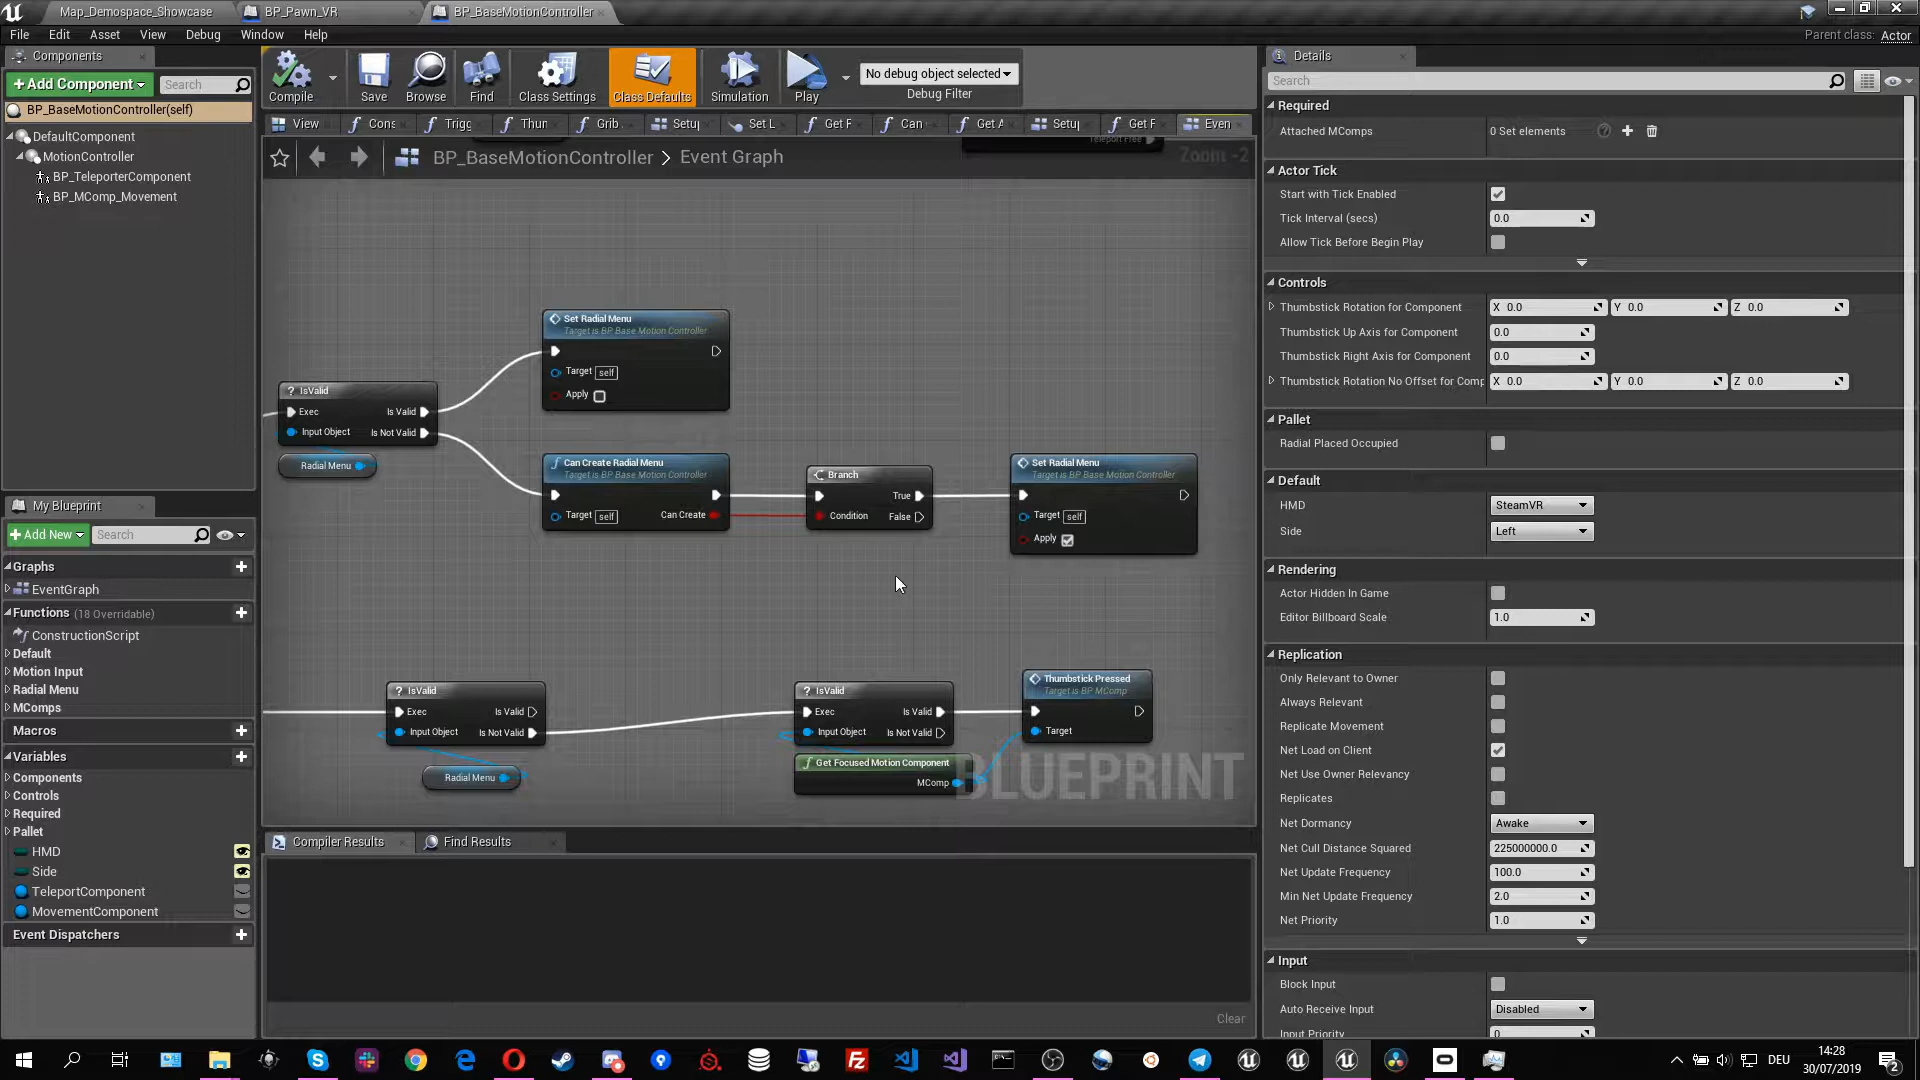 Map_Demospace_Showcase
BP_Pawn_VR
BP_BaseMotionController
File Edit Asset View Debug Window Help
Parent class: Actor
Components
+Add Component
Search
BP_BaseMotionController(self)
DefaultComponent
MotionController
BP_TeleporterComponent
BP_MComp_Movement
Compile
Save
Browse
Find
Class Settings
Class Defaults
Simulation
Play
No debug object selected
Debug Filter
View
Cons
Trigg
Thur
Grib
Setu
Set L
Get F
Can
Get A
Setu
Get F
Even
BP_BaseMotionController > Event Graph
Teleport Free
Zoom -2
Set Radial Menu
Target is BP Base Motion Controller
Target self
Apply
IsValid
Exec Is Valid
Input Object Is Not Valid
Radial Menu
Can Create Radial Menu
Target is BP Base Motion Controller
Target self Can Create
Branch
True
Condition False
Set Radial Menu
Target is BP Base Motion Controller
Target self
Apply
IsValid
Exec Is Valid
Input Object Is Not Valid
Radial Menu
IsValid
Exec Is Valid
Input Object Is Not Valid
Get Focused Motion Component
MComp
Thumbstick Pressed
Target is BP MComp
Target
BLUEPRINT
My Blueprint
+Add New
Search
Graphs
EventGraph
Functions (18 Overridable)
ConstructionScript
Default
Motion Input
Radial Menu
MComps
Macros
Variables
Components
Controls
Required
Pallet
HMD
Side
TeleportComponent
MovementComponent
Event Dispatchers
Compiler Results
Find Results
Clear
Details
Search
Required
Attached MComps 0 Set elements
Actor Tick
Start with Tick Enabled
Tick Interval (secs) 0.0
Allow Tick Before Begin Play
Controls
Thumbstick Rotation for Component X 0.0 Y 0.0 Z 0.0
Thumbstick Up Axis for Component 0.0
Thumbstick Right Axis for Component 0.0
Thumbstick Rotation No Offset for Comp X 0.0 Y 0.0 Z 0.0
Pallet
Radial Placed Occupied
Default
HMD SteamVR
Side Left
Rendering
Actor Hidden In Game
Editor Billboard Scale 1.0
Replication
Only Relevant to Owner
Always Relevant
Replicate Movement
Net Load on Client
Net Use Owner Relevancy
Replicates
Net Dormancy Awake
Net Cull Distance Squared 225000000.0
Net Update Frequency 100.0
Min Net Update Frequency 2.0
Net Priority 1.0
Input
Block Input
Auto Receive Input Disabled
Input Priority 0
DEU
14:28
30/07/2019
2